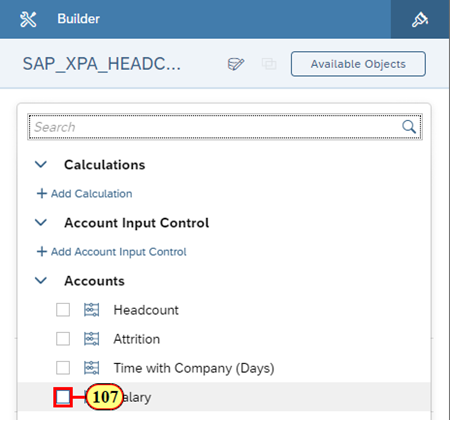 Builder
SAP_XPA_HEADC...
Available Objects
Search
Calculations
+ Add Calculation
Account Input Control
+ Add Account Input Control
Accounts
Headcount
Attrition
Time with Company (Days)
107 alary